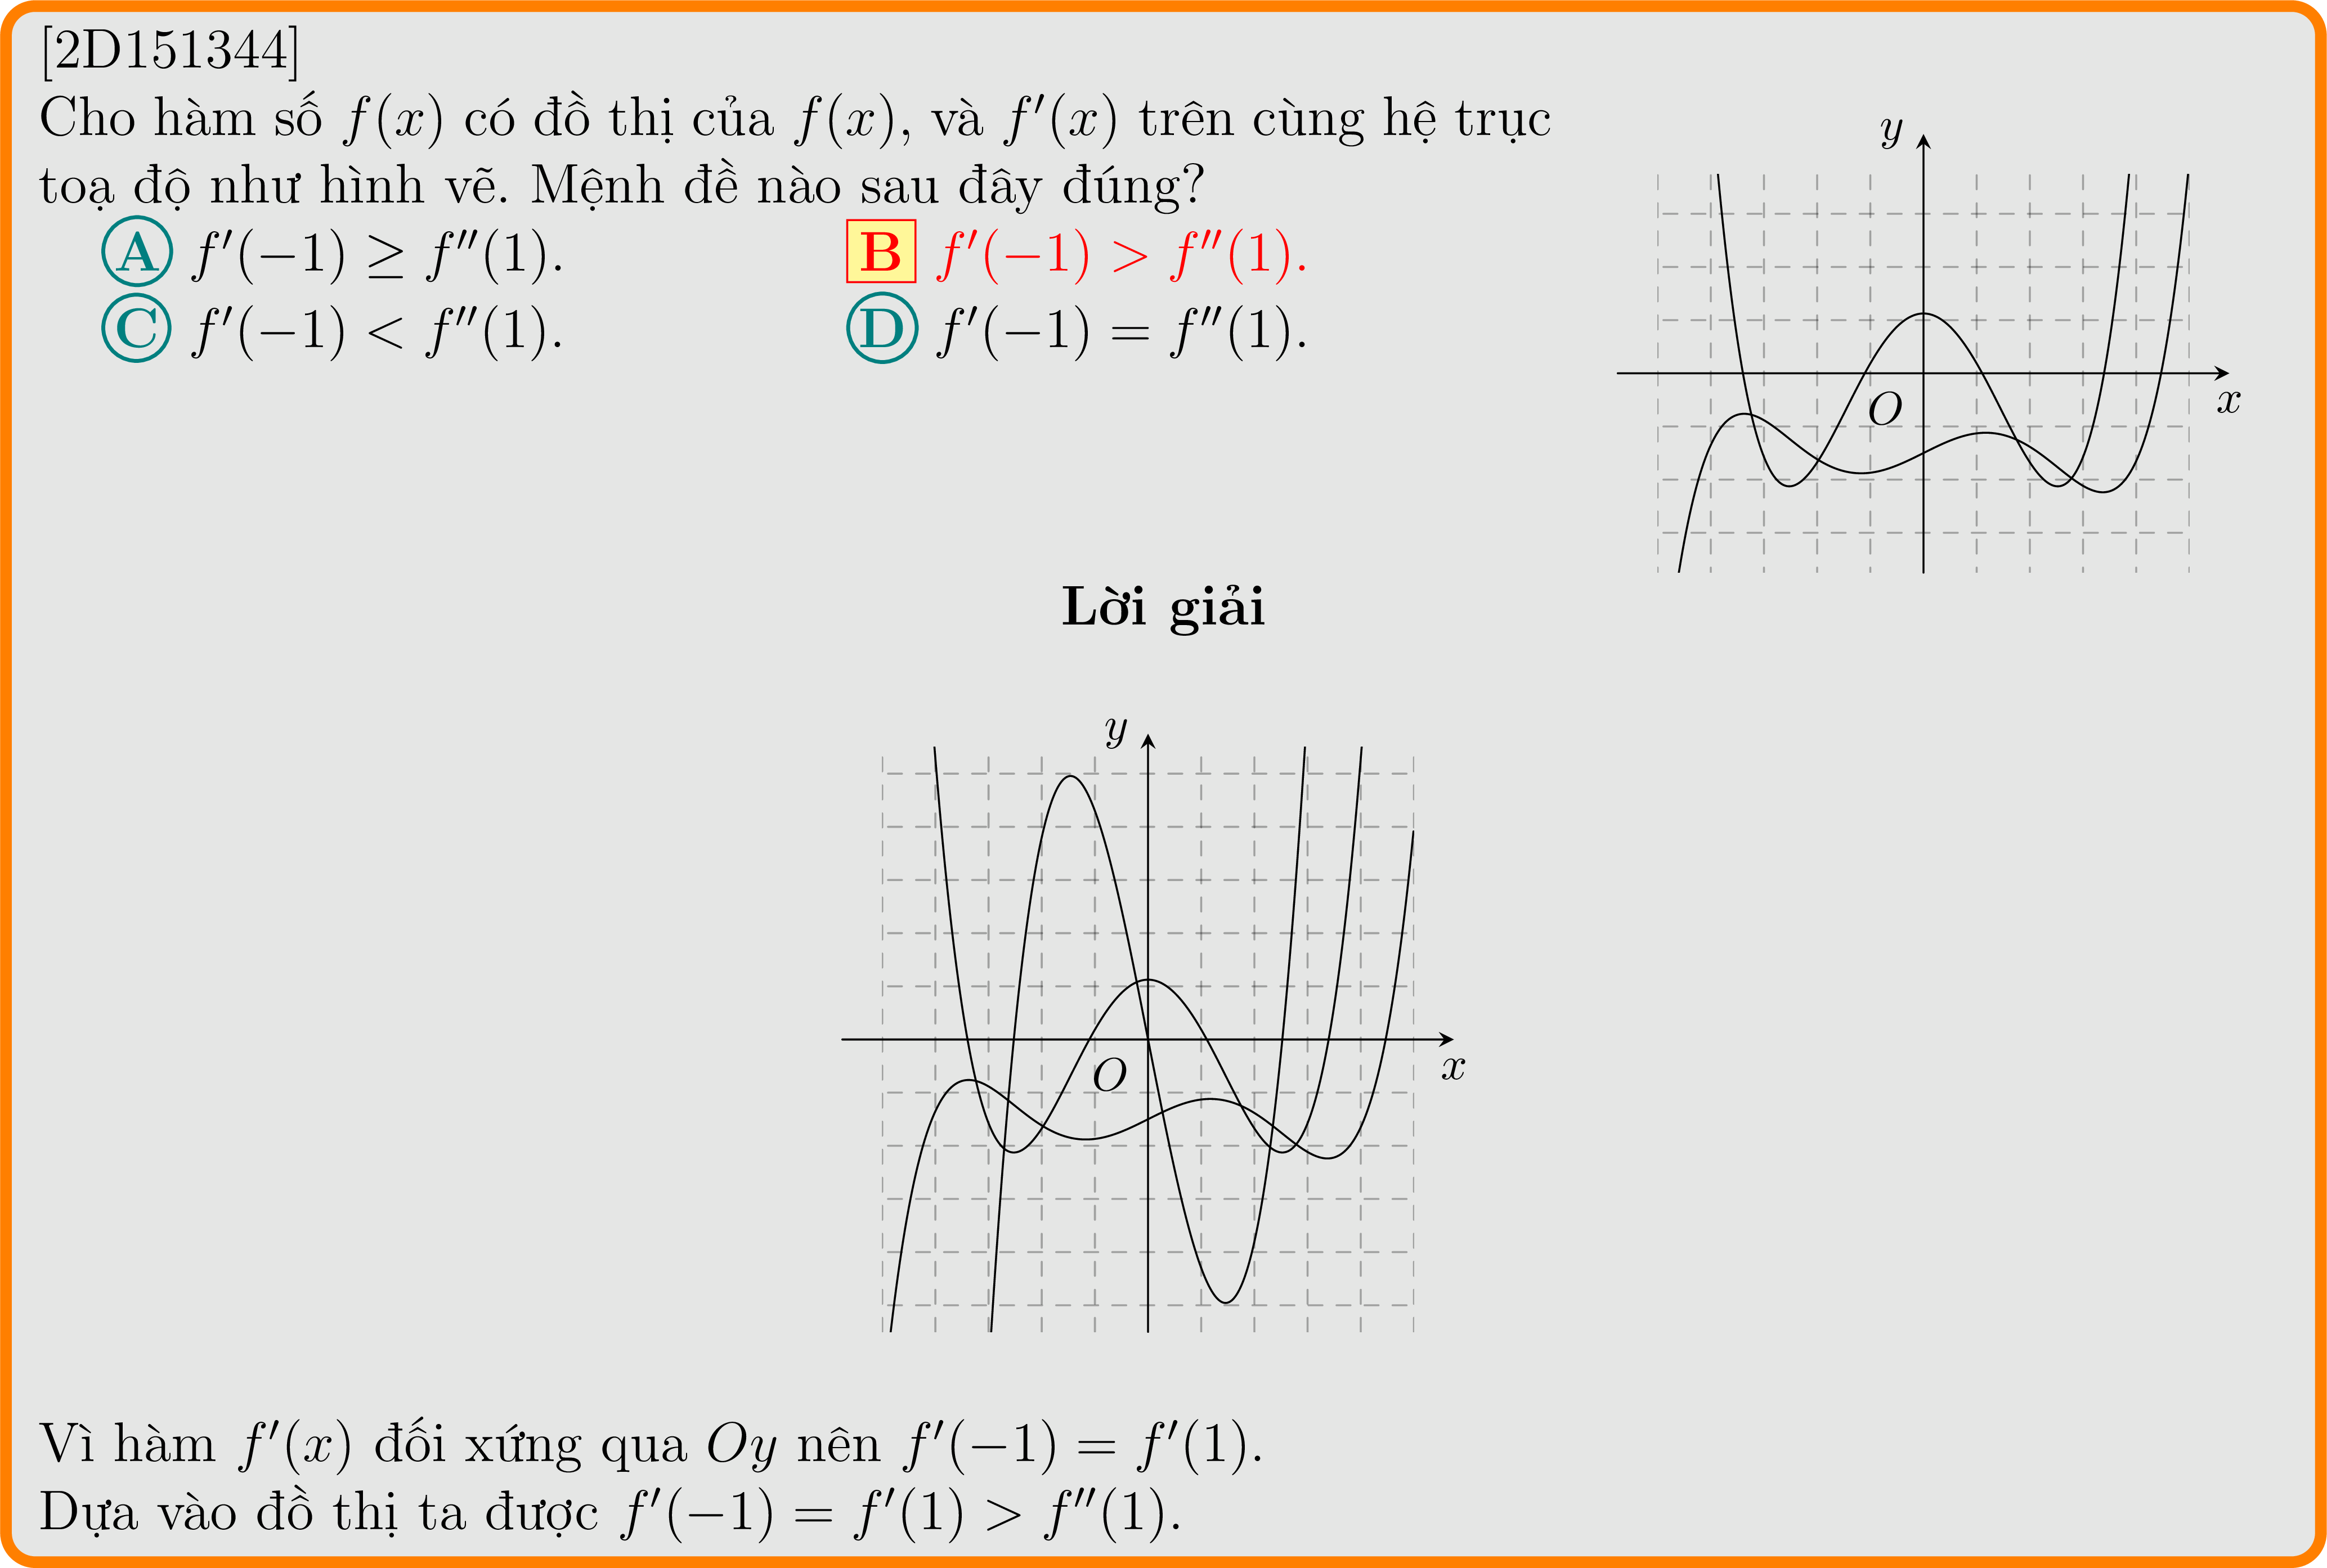 [2D151344]
Cho hàm số f(x) có đồ thị của f(x), và f′(x) trên cùng hệ trục
toạ độ như hình vẽ. Mệnh đề nào sau đây đúng?
A f′(−1) ≥ f″(1). B f′(−1) > f″(1).
C f′(−1) < f″(1). D f′(−1) = f″(1).
y
O
x
Lời giải
y
O
x
Vì hàm f′(x) đối xứng qua Oy nên f′(−1) = f′(1).
Dựa vào đồ thị ta được f′(−1) = f′(1) > f″(1).